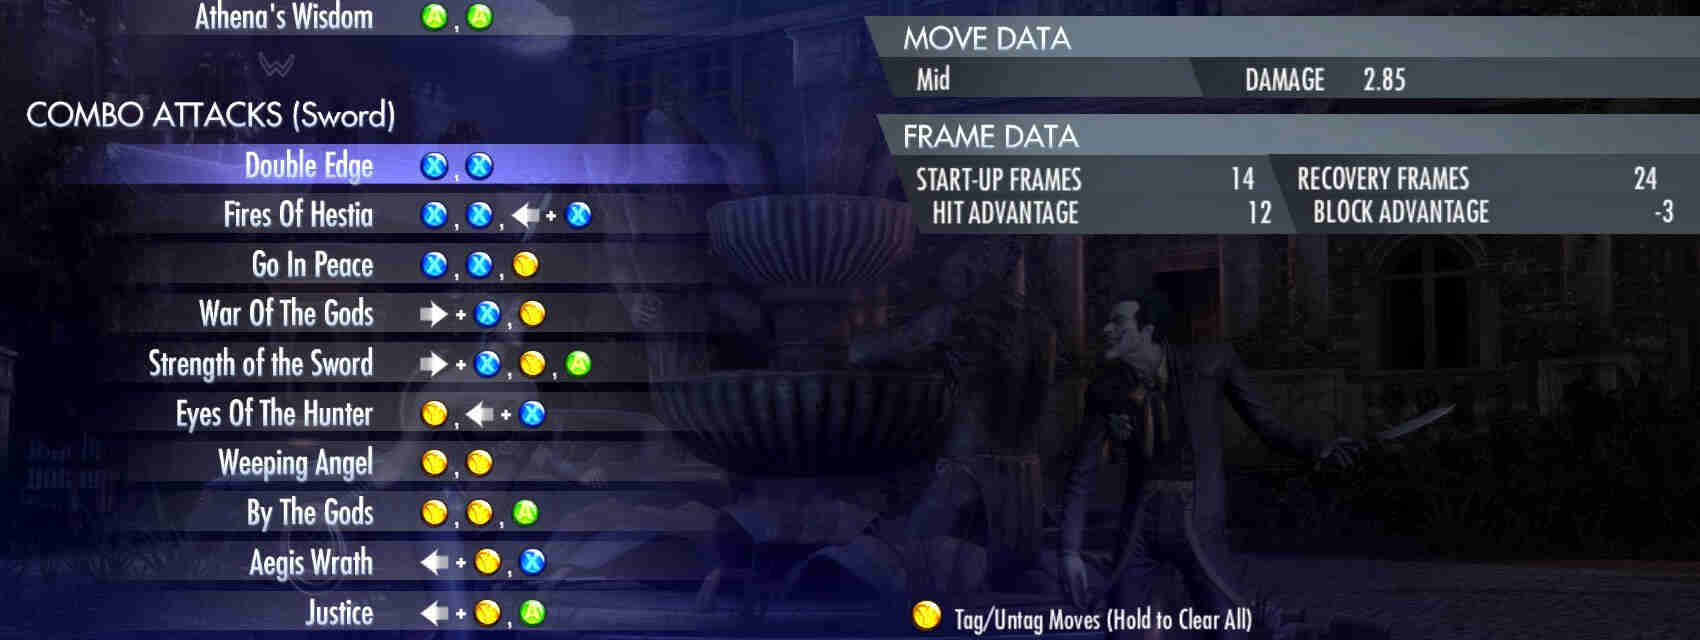 Athena's Wisdom A , A
COMBO ATTACKS (Sword)
Double Edge X , X
Fires Of Hestia X , X , + X
Go In Peace X , X , Y
War Of The Gods + X , Y
Strength of the Sword + X , Y , A
Eyes Of The Hunter Y , + X
Weeping Angel Y , Y
By The Gods Y , Y , A
Aegis Wrath + Y , X
Justice + Y , A
MOVE DATA
Mid DAMAGE 2.85
FRAME DATA
START-UP FRAMES 14 RECOVERY FRAMES 24
HIT ADVANTAGE 12 BLOCK ADVANTAGE -3
Y Tag/Untag Moves (Hold to Clear All)